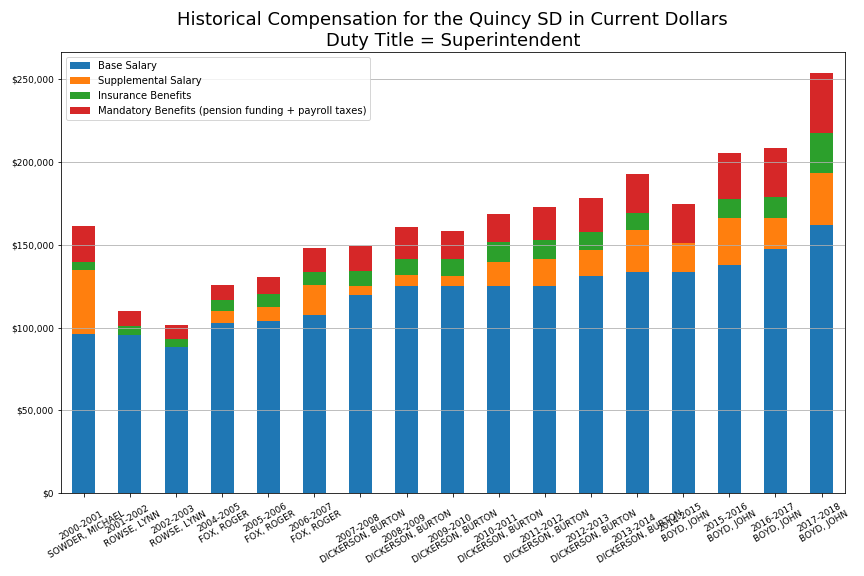 Historical Compensation for the Quincy SD in Current Dollars
Duty Title = Superintendent
Base Salary
Supplemental Salary
Insurance Benefits
Mandatory Benefits (pension funding + payroll taxes)
$250,000
$200,000
$150,000
$100,000
$50,000
$0
2000-2001
SOWDER, MICHAEL
2001-2002
ROWSE, LYNN
2002-2003
ROWSE, LYNN
2004-2005
FOX, ROGER
2005-2006
FOX, ROGER
2006-2007
FOX, ROGER
2007-2008
DICKERSON, BURTON
2008-2009
DICKERSON, BURTON
2009-2010
DICKERSON, BURTON
2010-2011
DICKERSON, BURTON
2011-2012
DICKERSON, BURTON
2012-2013
DICKERSON, BURTON
2013-2014
DICKERSON, BURTON
2014-2015
BOYD, JOHN
2015-2016
BOYD, JOHN
2016-2017
BOYD, JOHN
2017-2018
BOYD, JOHN